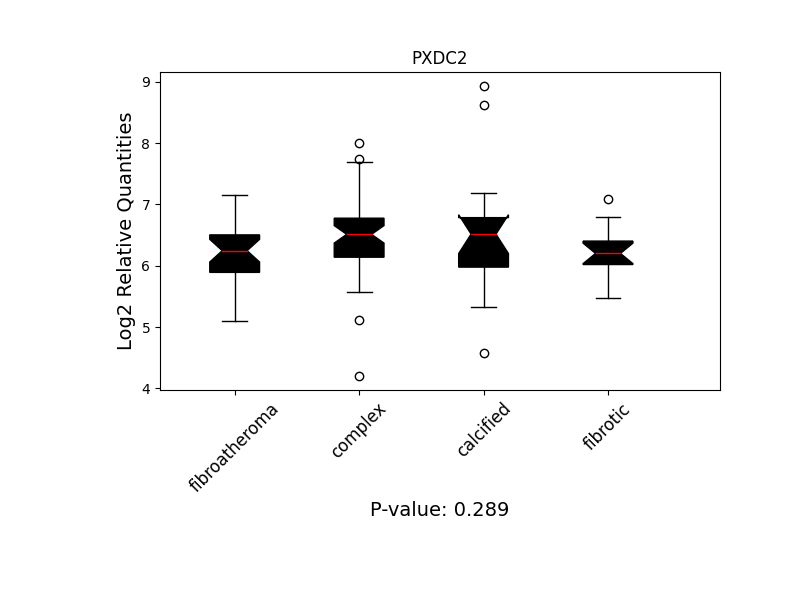 PXDC2
Log2 Relative Quantities
9
8
7
6
5
4
fibroatheroma
complex
calcified
fibrotic
P-value: 0.289